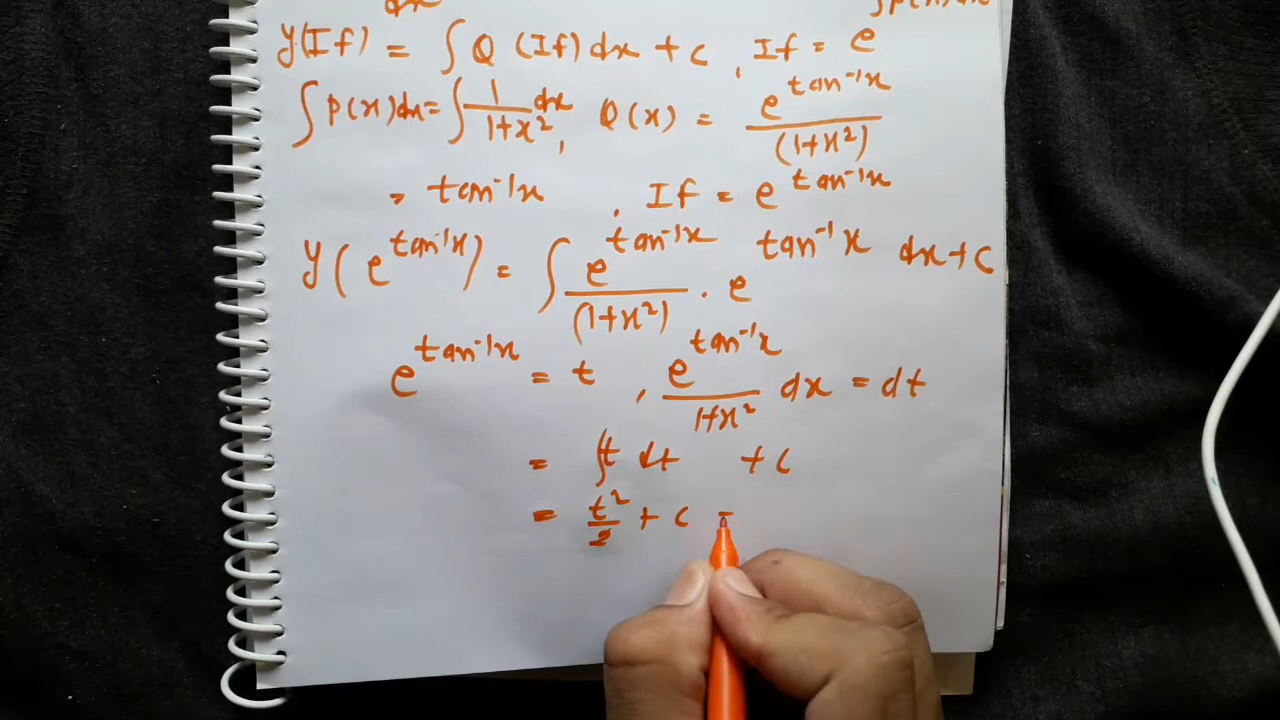 dx ∫p(x)dx
y(If) = ∫ Q (If) dx + c , If = e
∫ p(x)dx = ∫ 1/(1+x²) dx , Q(x) = e^(tan⁻¹x)/(1+x²)
= tan⁻¹x , If = e^(tan⁻¹x)
y(e^(tan⁻¹x)) = ∫ e^(tan⁻¹x)/(1+x²) . e^(tan⁻¹x) dx + c
e^(tan⁻¹x) = t , e^(tan⁻¹x)/(1+x²) dx = dt
= ∫t dt + c
= t²/2 + c =